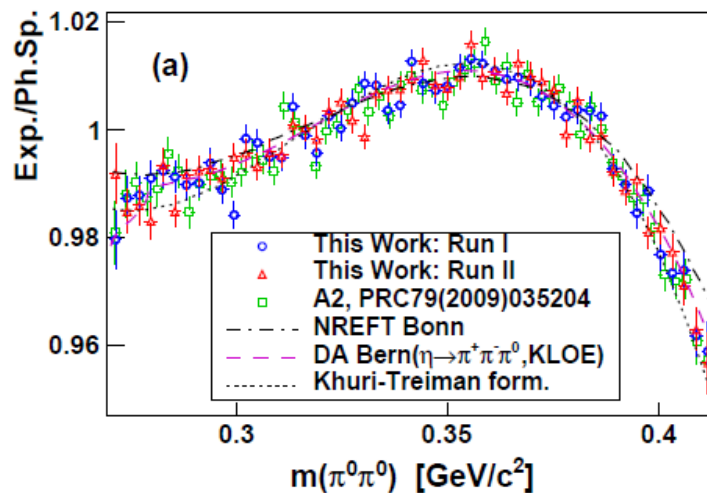 Exp./Ph.Sp.
1.02
1
0.98
0.96
(a)
This Work: Run I
This Work: Run II
A2, PRC79(2009)035204
NREFT Bonn
DA Bern(η→π⁺π⁻π⁰,KLOE)
Khuri-Treiman form.
0.3
0.35
0.4
m(π⁰π⁰) [GeV/c²]